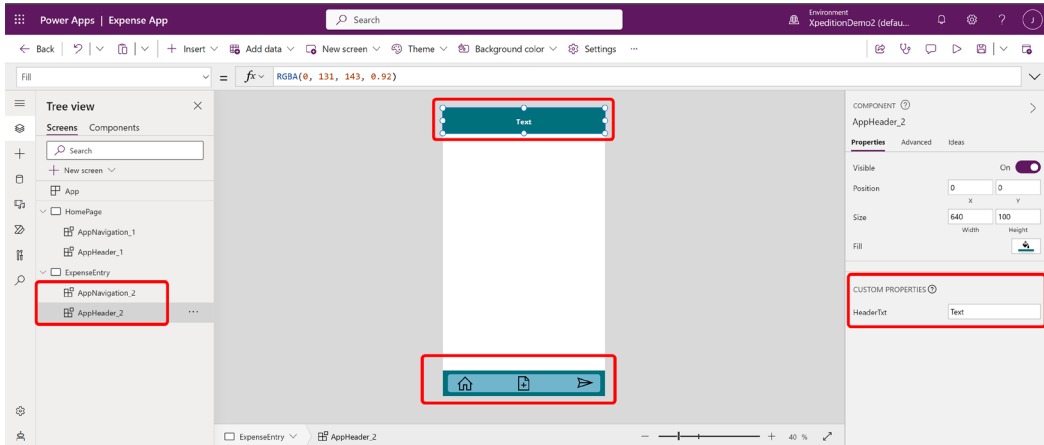 Power Apps | Expense App
Search
Environment
XpeditionDemo2 (defau...
J
Back
Insert
Add data
New screen
Theme
Background color
Settings
...
Fill
=
fx
RGBA(0, 131, 143, 0.92)
Tree view
Screens
Components
Search
New screen
App
HomePage
AppNavigation_1
AppHeader_1
ExpenseEntry
AppNavigation_2
AppHeader_2
...
Text
COMPONENT
AppHeader_2
Properties
Advanced
Ideas
Visible
On
Position
0
0
X
Y
Size
640
100
Width
Height
Fill
CUSTOM PROPERTIES
HeaderTxt
Text
ExpenseEntry
AppHeader_2
40 %